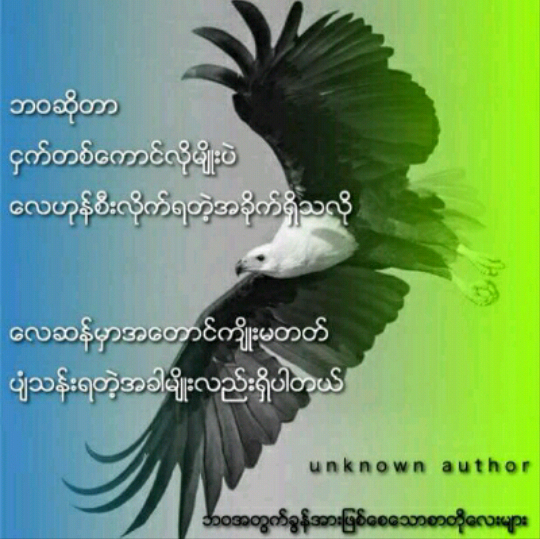 ဘဝဆိုတာ
ငှက်တစ်ကောင်လိုမျိုးပဲ
လေဟုန်စီးလိုက်ရတဲ့အခိုက်ရှိသလို
လေဆန်မှာအတောင်ကျိုးမတတ်
ပျံသန်းရတဲ့အခါမျိုးလည်းရှိပါတယ်
unknown author
ဘဝအတွက်ခွန်အားဖြစ်စေသောစာတိုလေးများ